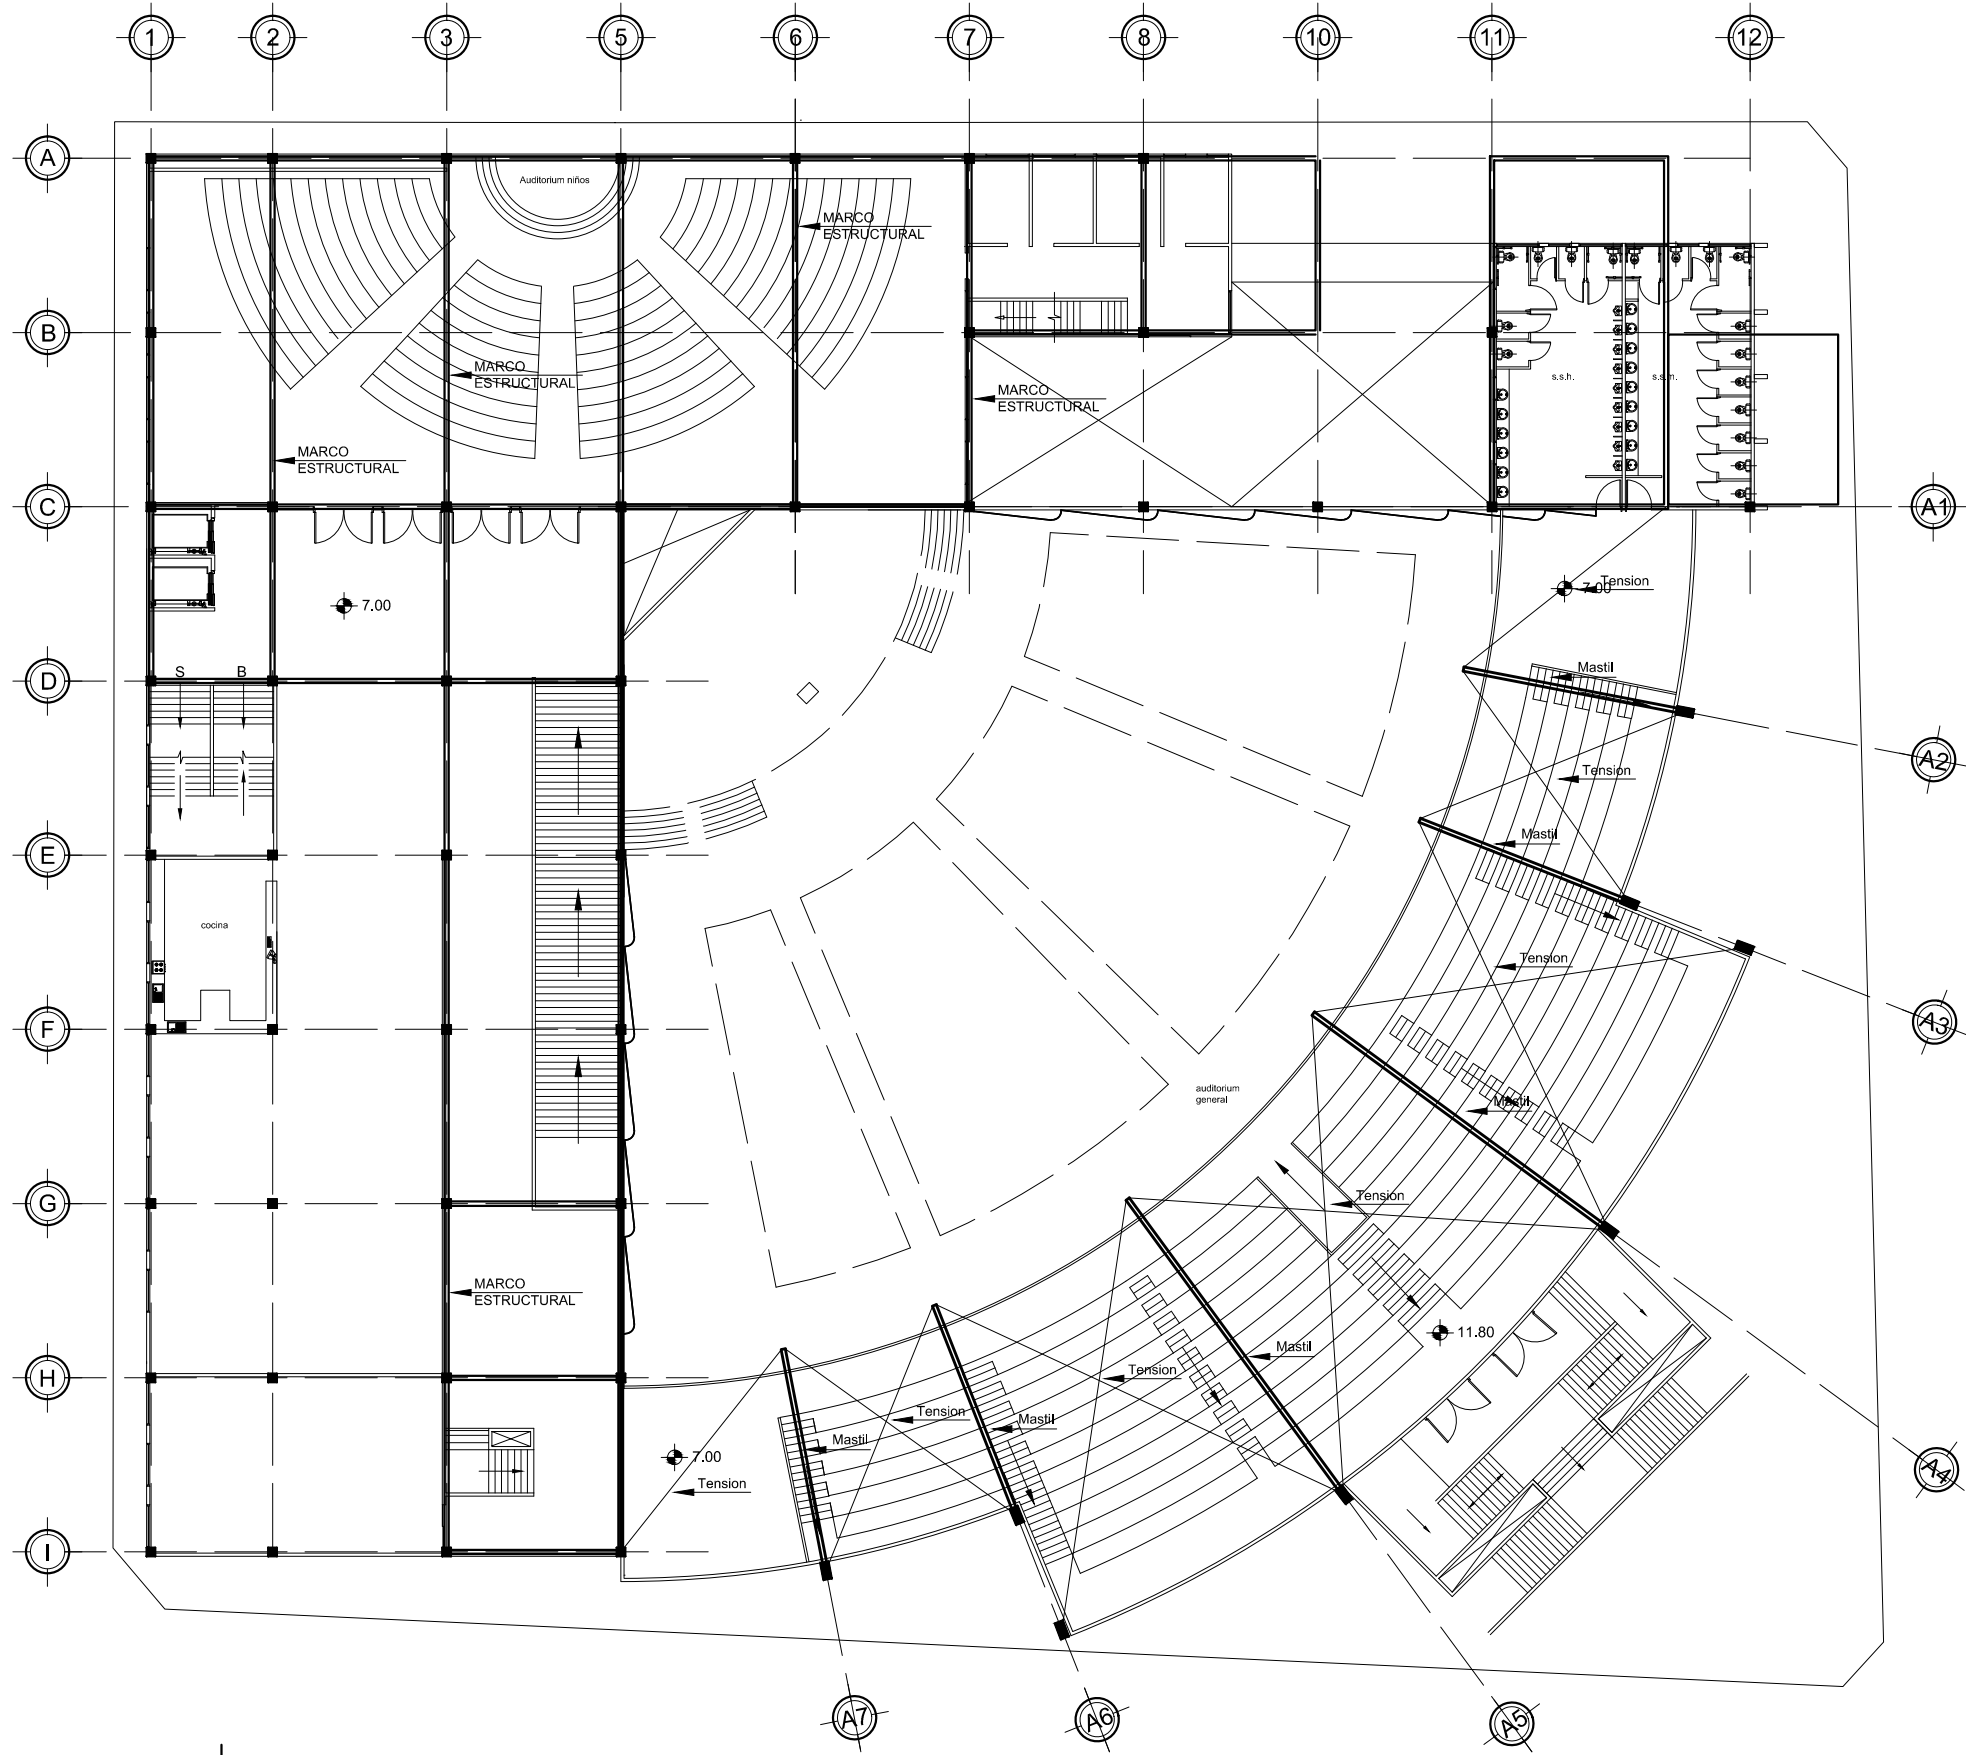 1 2 3 5 6 7 8 10 11 12
A
Auditorium niños
MARCO
ESTRUCTURAL
B
MARCO
ESTRUCTURAL
MARCO
ESTRUCTURAL
s.s.h.
MARCO
ESTRUCTURAL
C
A1
7.00
Tension
7.00
D
S B
Mastil
A2
Tension
Mastil
E
cocina
Tension
F
A3
auditorium
general
Mastil
G
Tension
MARCO
ESTRUCTURAL
11.80
Mastil
H
Tension
Tension
Mastil
Mastil
7.00
Tension
A4
I
A7
A6
A5